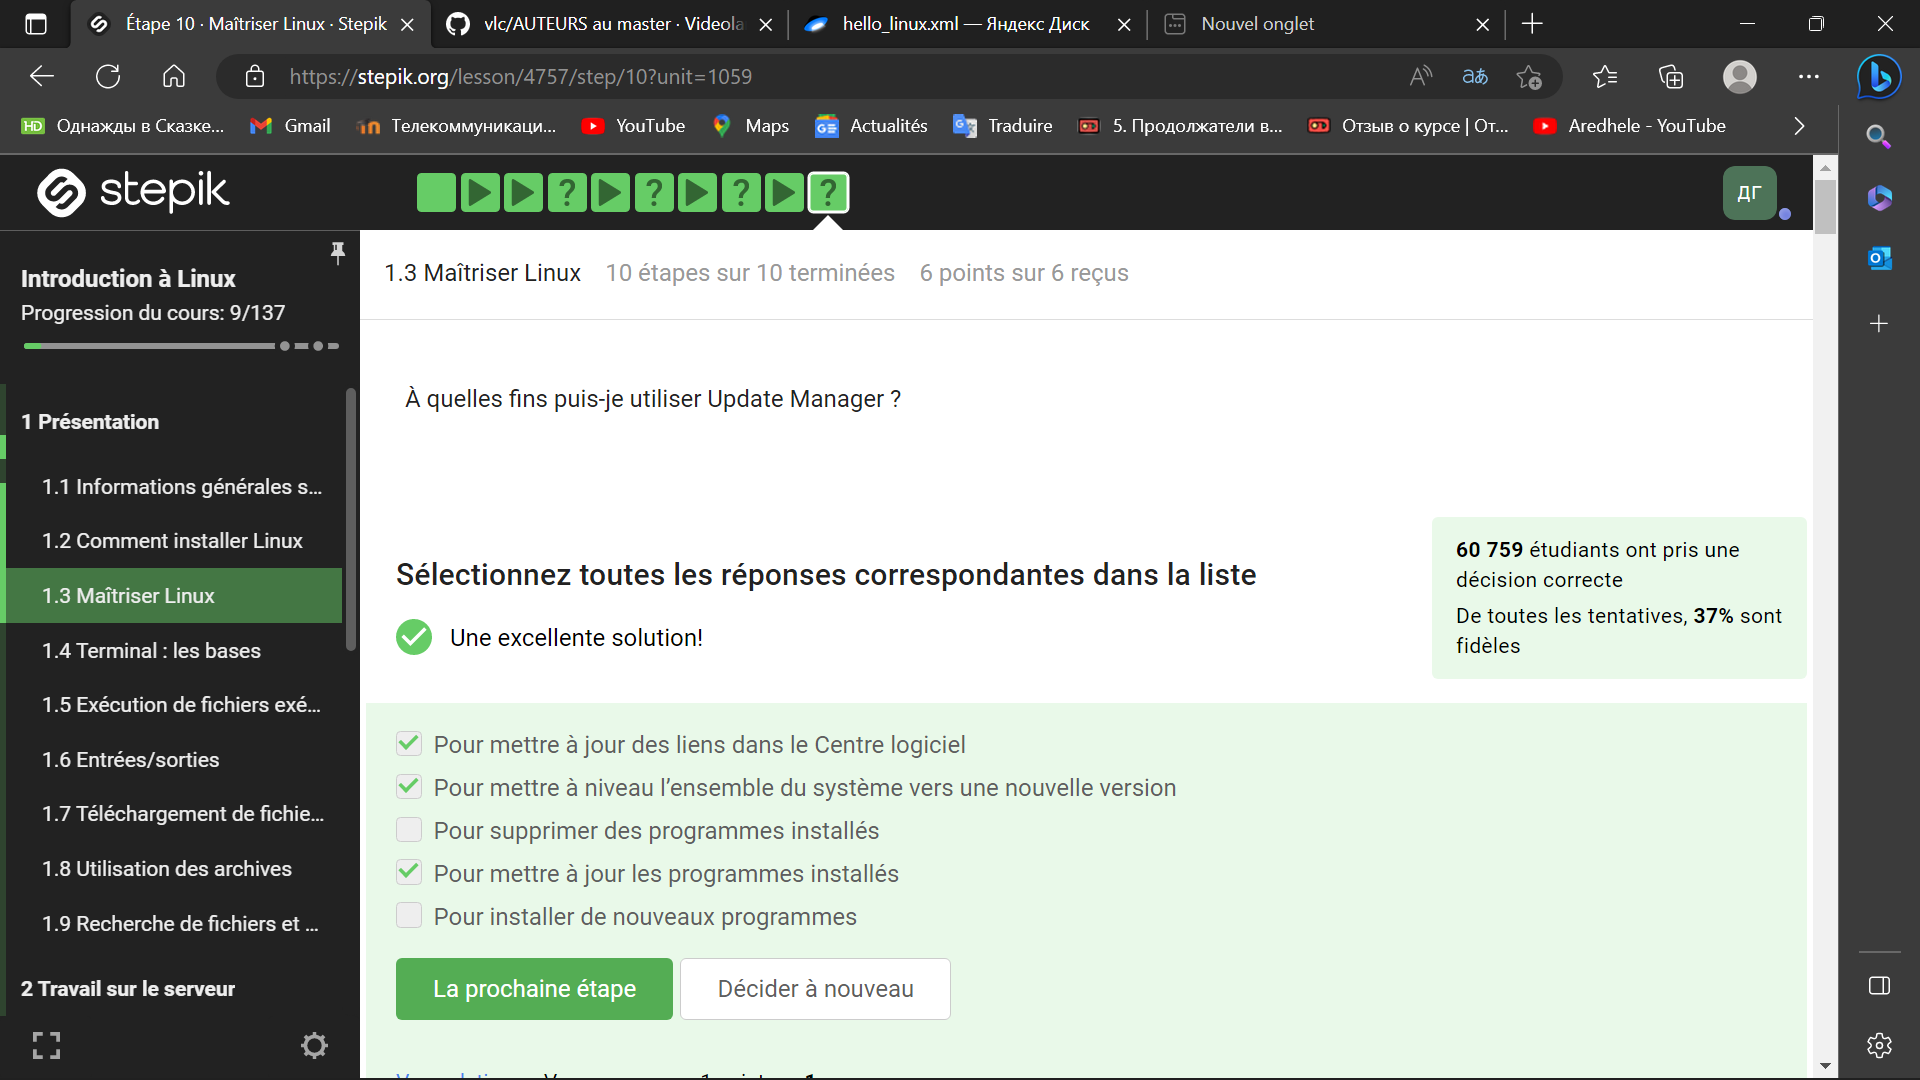 Étape 10 · Maîtriser Linux · Stepik
vlc/AUTEURS au master · Videola
hello_linux.xml — Яндекс Диск
Nouvel onglet
https://stepik.org/lesson/4757/step/10?unit=1059
Однажды в Сказке...
Gmail
Телекоммуникаци...
YouTube
Maps
Actualités
Traduire
5. Продолжатели в...
Отзыв о курсе | От...
Aredhele - YouTube
stepik
ДГ
Introduction à Linux
Progression du cours: 9/137
1 Présentation
1.1 Informations générales s...
1.2 Comment installer Linux
1.3 Maîtriser Linux
1.4 Terminal : les bases
1.5 Exécution de fichiers exé...
1.6 Entrées/sorties
1.7 Téléchargement de fichie...
1.8 Utilisation des archives
1.9 Recherche de fichiers et ...
2 Travail sur le serveur
1.3 Maîtriser Linux 10 étapes sur 10 terminées 6 points sur 6 reçus
À quelles fins puis-je utiliser Update Manager ?
Sélectionnez toutes les réponses correspondantes dans la liste
Une excellente solution!
60 759 étudiants ont pris une
décision correcte
De toutes les tentatives, 37% sont
fidèles
Pour mettre à jour des liens dans le Centre logiciel
Pour mettre à niveau l’ensemble du système vers une nouvelle version
Pour supprimer des programmes installés
Pour mettre à jour les programmes installés
Pour installer de nouveaux programmes
La prochaine étape
Décider à nouveau